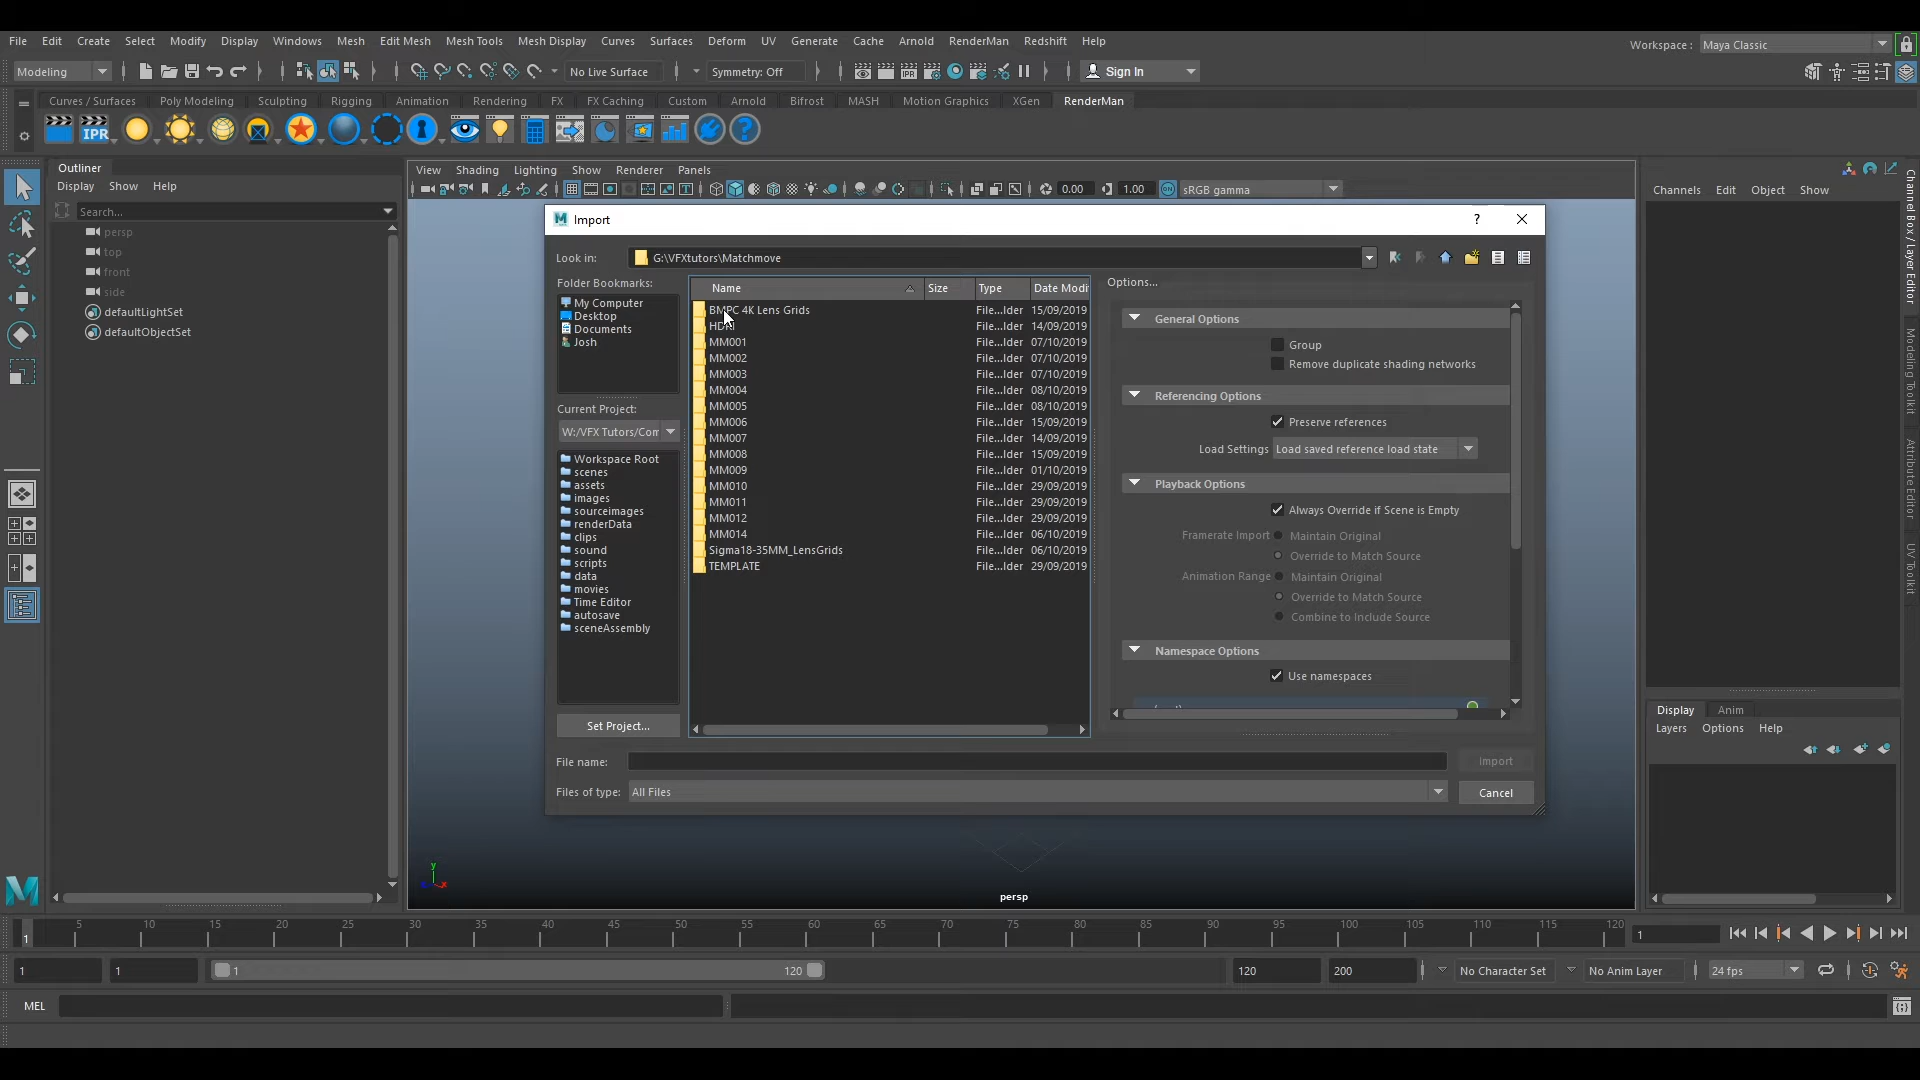 File Edit Create Select Modify Display Windows Mesh Edit Mesh Mesh Tools Mesh Display Curves Surfaces Deform UV Generate Cache Arnold RenderMan Redshift Help
Workspace : Maya Classic
Modeling No Live Surface Symmetry: Off Sign In
Curves / Surfaces Poly Modeling Sculpting Rigging Animation Rendering FX FX Caching Custom Arnold Bifrost MASH Motion Graphics XGen RenderMan
IPR
Outliner
Display Show Help
Search...
persp
top
front
side
defaultLightSet
defaultObjectSet
View Shading Lighting Show Renderer Panels
0.00 1.00 sRGB gamma
Import
Look in: G:\VFXtutors\Matchmove
Folder Bookmarks:
My Computer
Desktop
Documents
Josh
Current Project:
W:/VFX Tutors/Com
Workspace Root
scenes
assets
images
sourceimages
renderData
clips
sound
scripts
data
movies
Time Editor
autosave
sceneAssembly
Set Project...
Name Size Type Date Modif
BMPC 4K Lens Grids File...lder 15/09/2019
HDRI File...lder 14/09/2019
MM001 File...lder 07/10/2019
MM002 File...lder 07/10/2019
MM003 File...lder 07/10/2019
MM004 File...lder 08/10/2019
MM005 File...lder 08/10/2019
MM006 File...lder 15/09/2019
MM007 File...lder 14/09/2019
MM008 File...lder 15/09/2019
MM009 File...lder 01/10/2019
MM010 File...lder 29/09/2019
MM011 File...lder 29/09/2019
MM012 File...lder 29/09/2019
MM014 File...lder 06/10/2019
Sigma18-35MM_LensGrids File...lder 06/10/2019
TEMPLATE File...lder 29/09/2019
Options...
General Options
Group
Remove duplicate shading networks
Referencing Options
Preserve references
Load Settings Load saved reference load state
Playback Options
Always Override if Scene is Empty
Framerate Import Maintain Original
Override to Match Source
Animation Range Maintain Original
Override to Match Source
Combine to Include Source
Namespace Options
Use namespaces
File name: Import
Files of type: All Files Cancel
y
x
persp
Channels Edit Object Show
Channel Box / Layer Editor
Modeling Toolkit
Attribute Editor
UV Toolkit
Display Anim
Layers Options Help
5 10 15 20 25 30 35 40 45 50 55 60 65 70 75 80 85 90 95 100 105 110 115 120
1 1
1 1 1 120 120 200 No Character Set No Anim Layer 24 fps
MEL